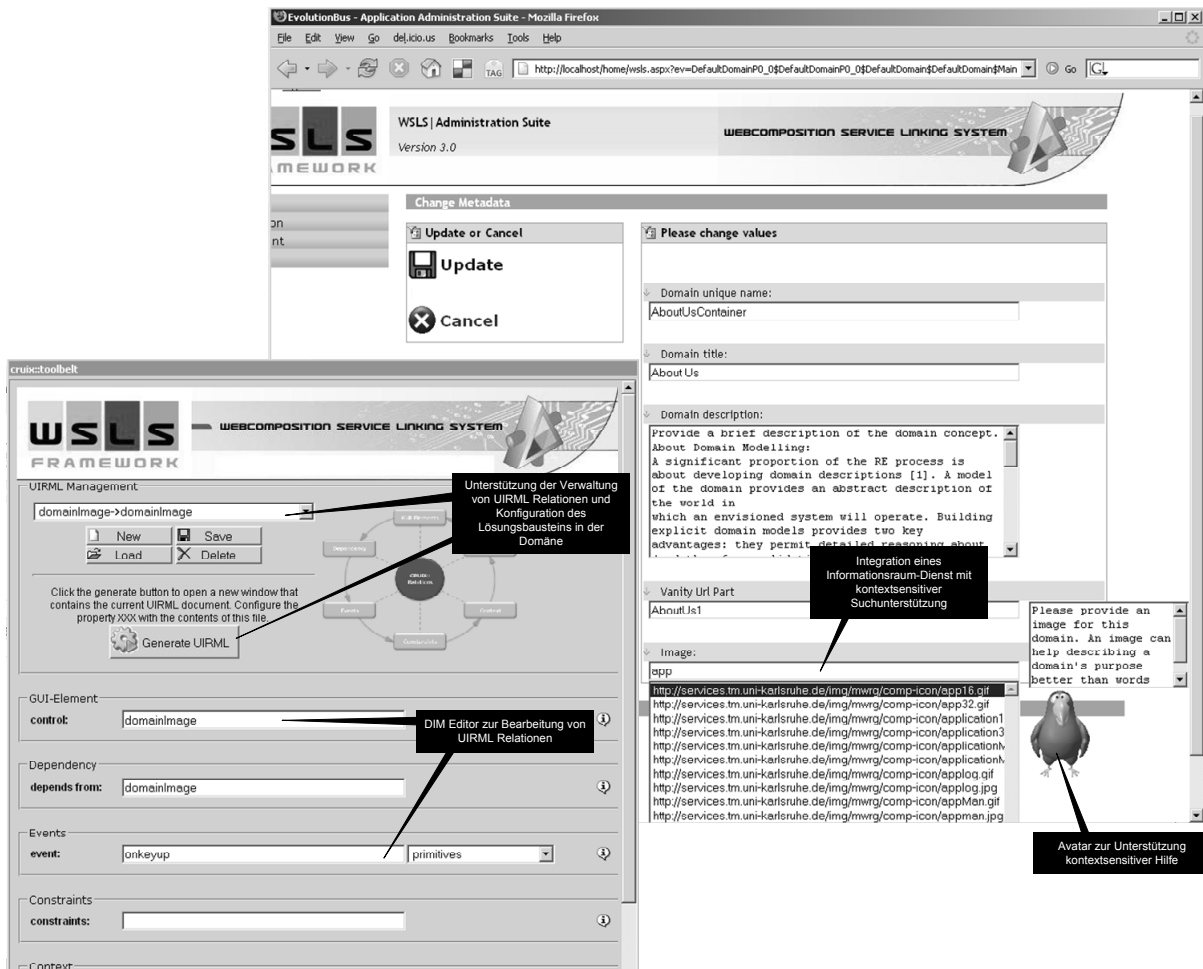 EvolutionBus - Application Administration Suite - Mozilla Firefox
File Edit View Go del.icio.us Bookmarks Tools Help
TAG http://localhost/home/wsls.aspx?ev=DefaultDomainP0_0$DefaultDomainP0_0$DefaultDomain$DefaultDomain$Main Go G
SLS
AMEWORK
WSLS | Administration Suite
Version 3.0
WEBCOMPOSITION SERVICE LINKING SYSTEM
on
nt
Change Metadata
Update or Cancel
Update
Cancel
Please change values
Domain unique name:
AboutUsContainer
Domain title:
About Us
Domain description:
Provide a brief description of the domain concept.
About Domain Modelling:
A significant proportion of the RE process is
about developing domain descriptions [1]. A model
of the domain provides an abstract description of
the world in
which an envisioned system will operate. Building
explicit domain models provides two key
advantages: they permit detailed reasoning about
Vanity Url Part
AboutUs1
Image:
app
http://services.tm.uni-karlsruhe.de/img/mwrg/comp-icon/app16.gif
http://services.tm.uni-karlsruhe.de/img/mwrg/comp-icon/app32.gif
http://services.tm.uni-karlsruhe.de/img/mwrg/comp-icon/application1
http://services.tm.uni-karlsruhe.de/img/mwrg/comp-icon/application3
http://services.tm.uni-karlsruhe.de/img/mwrg/comp-icon/applicationM
http://services.tm.uni-karlsruhe.de/img/mwrg/comp-icon/applicationM
http://services.tm.uni-karlsruhe.de/img/mwrg/comp-icon/applog.gif
http://services.tm.uni-karlsruhe.de/img/mwrg/comp-icon/applog.jpg
http://services.tm.uni-karlsruhe.de/img/mwrg/comp-icon/appMan.gif
http://services.tm.uni-karlsruhe.de/img/mwrg/comp-icon/appman.jpg
Please provide an
image for this
domain. An image can
help describing a
domain's purpose
better than words
Integration eines
Informationsraum-Dienst mit
kontextsensitiver
Suchunterstützung
Avatar zur Unterstützung
kontextsensitiver Hilfe
cruixc::toolbelt
WSLS
FRAMEWORK
WEBCOMPOSITION SERVICE LINKING SYSTEM
UIRML Management
domainImage->domainImage
New Save
Load Delete
Click the generate button to open a new window that
contains the current UIRML document. Configure the
property XXX with the contents of this file.
Generate UIRML
Dependency
Events
Constraints
Context
Relations
Unterstützung der Verwaltung
von UIRML Relationen und
Konfiguration des
Lösungsbausteins in der
Domäne
GUI-Element
control: domainImage
DIM Editor zur Bearbeitung von
UIRML Relationen
Dependency
depends from: domainImage
Events
event: onkeyup primitives
Constraints
constraints:
Context